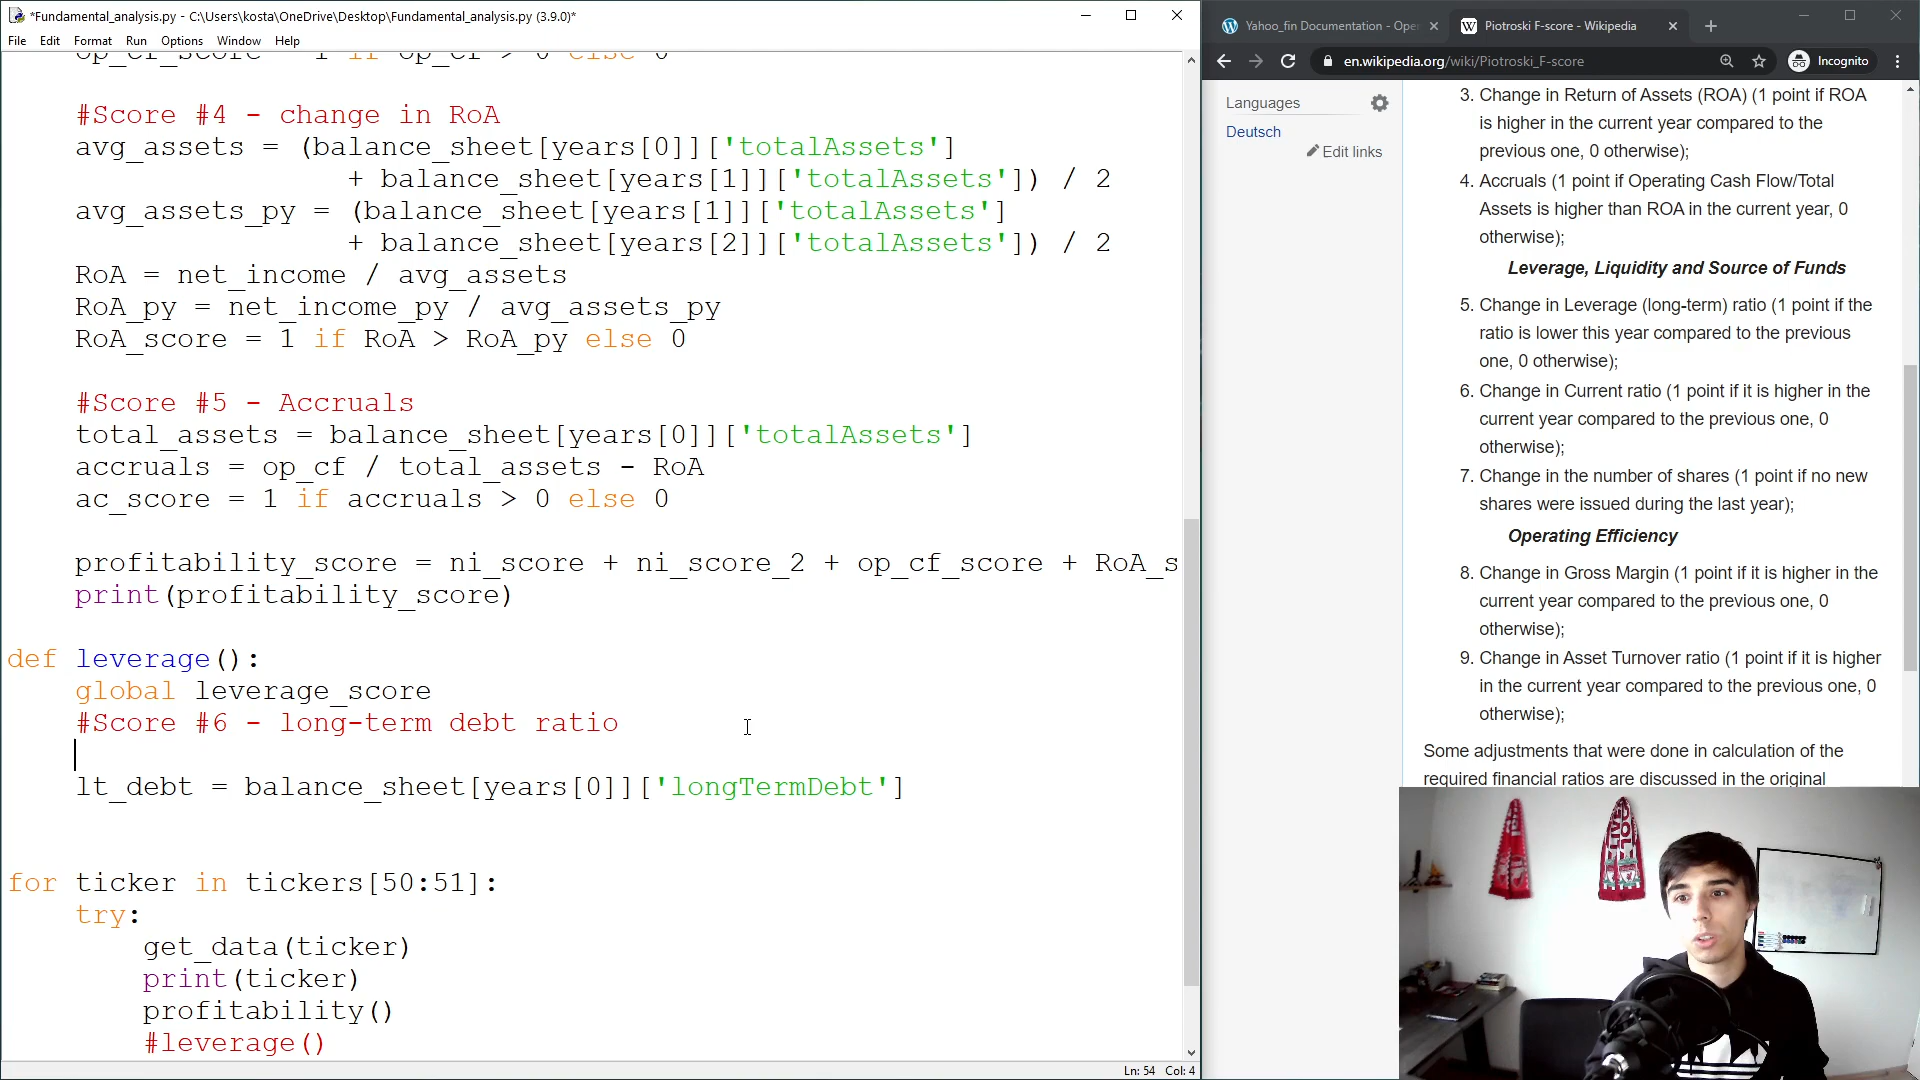 *Fundamental_analysis.py - C:\Users\kosta\OneDrive\Desktop\Fundamental_analysis.py (3.9.0)*
File Edit Format Run Options Window Help
op_cf_score = 1 if op_cf > 0 else 0
#Score #4 - change in RoA
avg_assets = (balance_sheet[years[0]]['totalAssets']
+ balance_sheet[years[1]]['totalAssets']) / 2
avg_assets_py = (balance_sheet[years[1]]['totalAssets']
+ balance_sheet[years[2]]['totalAssets']) / 2
RoA = net_income / avg_assets
RoA_py = net_income_py / avg_assets_py
RoA_score = 1 if RoA > RoA_py else 0
#Score #5 - Accruals
total_assets = balance_sheet[years[0]]['totalAssets']
accruals = op_cf / total_assets - RoA
ac_score = 1 if accruals > 0 else 0
profitability_score = ni_score + ni_score_2 + op_cf_score + RoA_s
print(profitability_score)
def leverage():
global leverage_score
#Score #6 - long-term debt ratio
lt_debt = balance_sheet[years[0]]['longTermDebt']
for ticker in tickers[50:51]:
try:
get_data(ticker)
print(ticker)
profitability()
#leverage()
Ln: 54 Col: 4
Yahoo_fin Documentation - Ope
Piotroski F-score - Wikipedia
en.wikipedia.org/wiki/Piotroski_F-score
Incognito
Languages
Deutsch
Edit links
3. Change in Return of Assets (ROA) (1 point if ROA
is higher in the current year compared to the
previous one, 0 otherwise);
4. Accruals (1 point if Operating Cash Flow/Total
Assets is higher than ROA in the current year, 0
otherwise);
Leverage, Liquidity and Source of Funds
5. Change in Leverage (long-term) ratio (1 point if the
ratio is lower this year compared to the previous
one, 0 otherwise);
6. Change in Current ratio (1 point if it is higher in the
current year compared to the previous one, 0
otherwise);
7. Change in the number of shares (1 point if no new
shares were issued during the last year);
Operating Efficiency
8. Change in Gross Margin (1 point if it is higher in the
current year compared to the previous one, 0
otherwise);
9. Change in Asset Turnover ratio (1 point if it is higher
in the current year compared to the previous one, 0
otherwise);
Some adjustments that were done in calculation of the
required financial ratios are discussed in the original